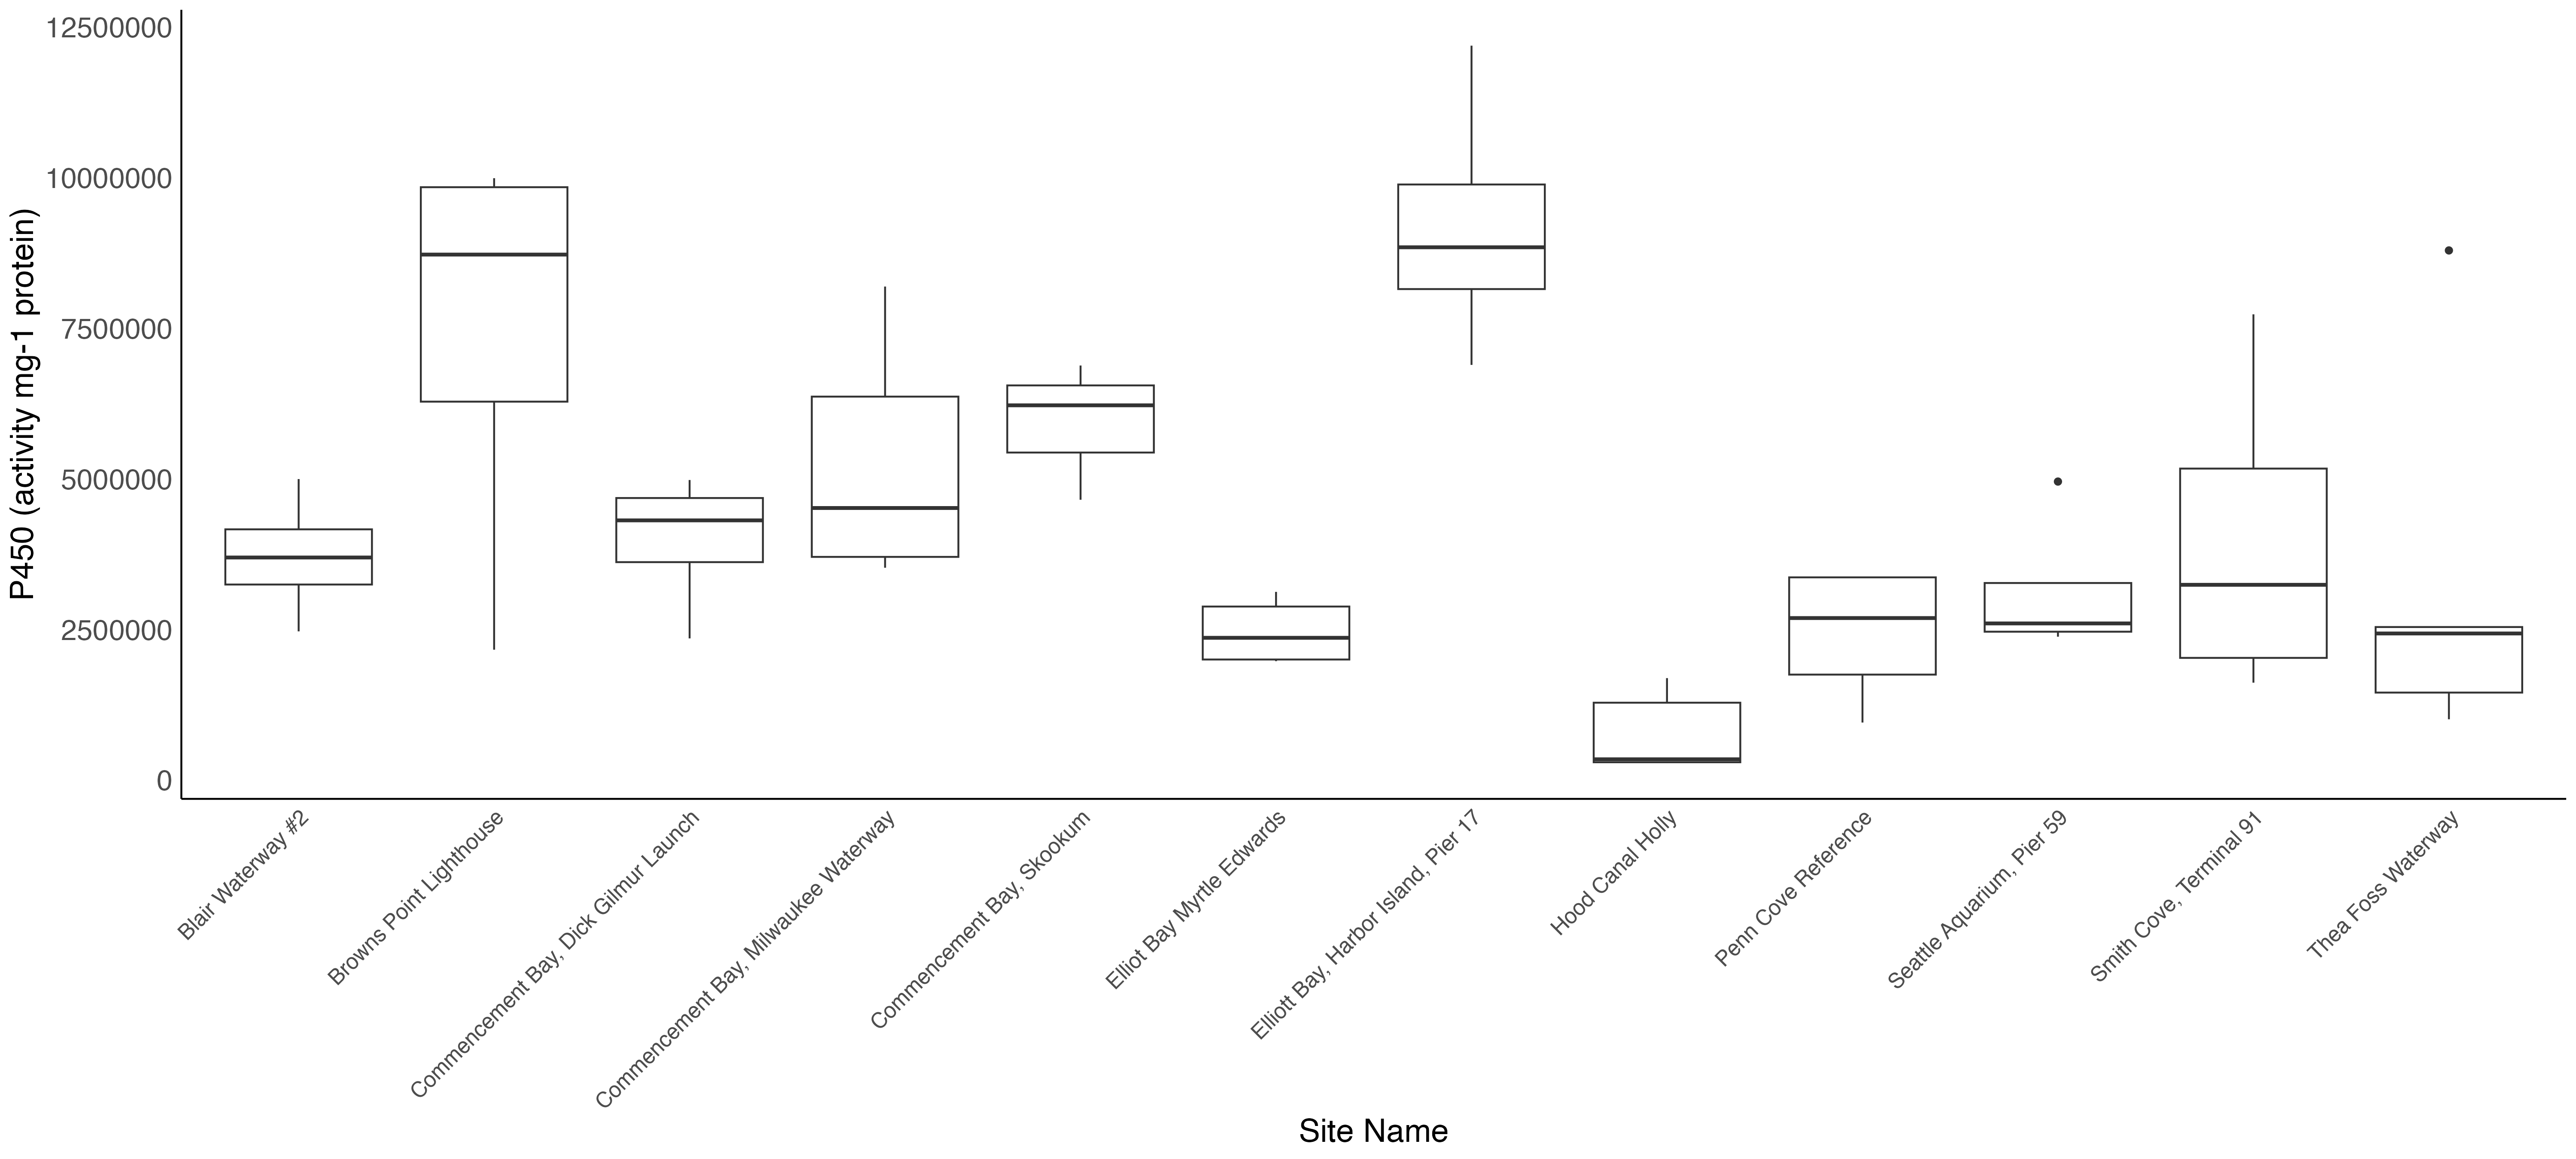 P450 (activity mg-1 protein)
12500000
10000000
7500000
5000000
2500000
0
Blair Waterway #2
Browns Point Lighthouse
Commencement Bay, Dick Gilmur Launch
Commencement Bay, Milwaukee Waterway
Commencement Bay, Skookum
Elliot Bay Myrtle Edwards
Elliott Bay, Harbor Island, Pier 17
Hood Canal Holly
Penn Cove Reference
Seattle Aquarium, Pier 59
Smith Cove, Terminal 91
Thea Foss Waterway
Site Name